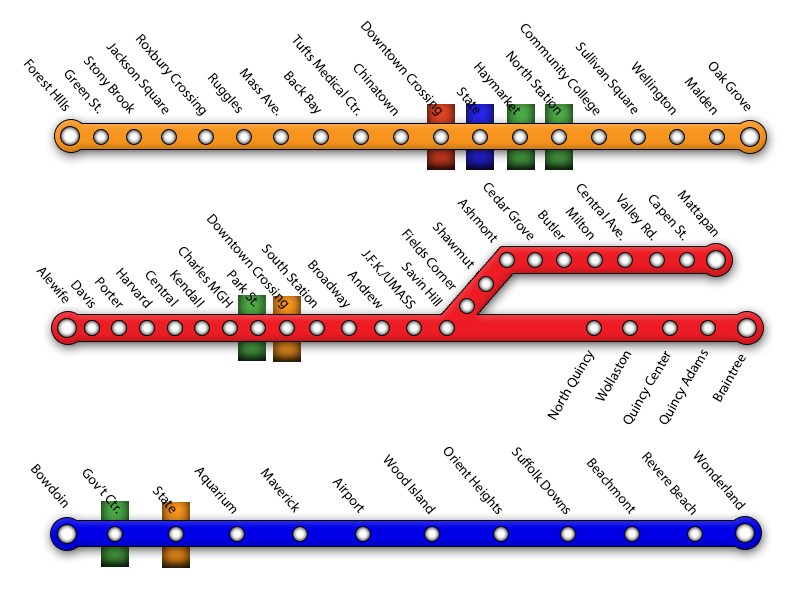 Forest Hills
Green St.
Stony Brook
Jackson Square
Roxbury Crossing
Ruggles
Mass Ave.
Back Bay
Tufts Medical Ctr.
Chinatown
Downtown Crossing
State
Haymarket
North Station
Community College
Sullivan Square
Wellington
Malden
Oak Grove
Alewife
Davis
Porter
Harvard
Central
Kendall
Charles MGH
Park St.
Downtown Crossing
South Station
Broadway
Andrew
J.F.K./UMASS
Savin Hill
Fields Corner
Shawmut
Ashmont
Cedar Grove
Butler
Milton
Central Ave.
Valley Rd.
Capen St.
Mattapan
North Quincy
Wollaston
Quincy Center
Quincy Adams
Braintree
Bowdoin
Gov't Ctr.
State
Aquarium
Maverick
Airport
Wood Island
Orient Heights
Suffolk Downs
Beachmont
Revere Beach
Wonderland